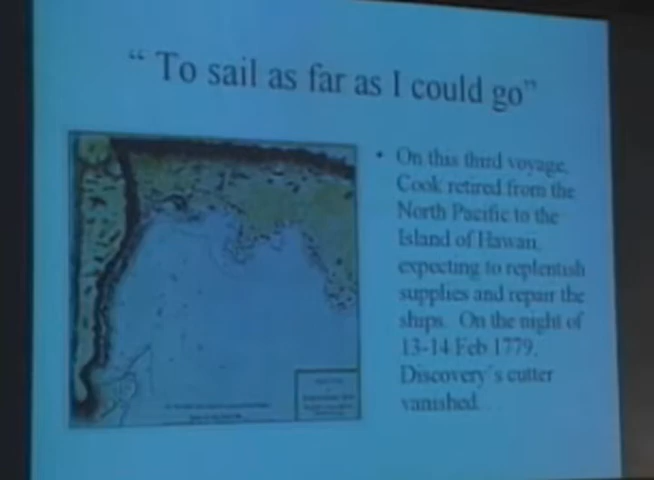 “ To sail as far as I could go”
• On this third voyage,
Cook retired from the
North Pacific to the
Island of Hawaii,
expecting to replentish
supplies and repair the
ships. On the night of
13-14 Feb 1779,
Discovery's cutter
vanished.